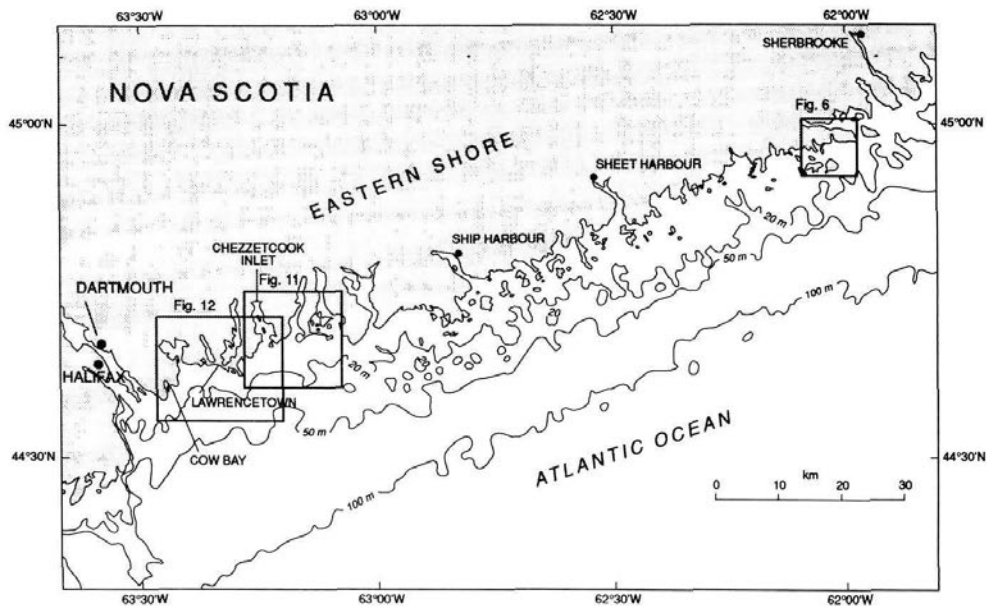 63°30'W 63°00'W 62°30'W 62°00'W
SHERBROOKE
NOVA SCOTIA
Fig. 6
45°00'N 45°00'N
EASTERN SHORE
SHEET HARBOUR
20 m
SHIP HARBOUR
50 m
CHEZZETCOOK
INLET
100 m
DARTMOUTH
Fig. 11
Fig. 12
20
20 m
20
HALIFAX
LAWRENCETOWN
50 m
ATLANTIC OCEAN
COW BAY
44°30'N 44°30'N
km
100 m
0 10 20 30
63°30'W 63°00'W 62°30'W 62°00'W